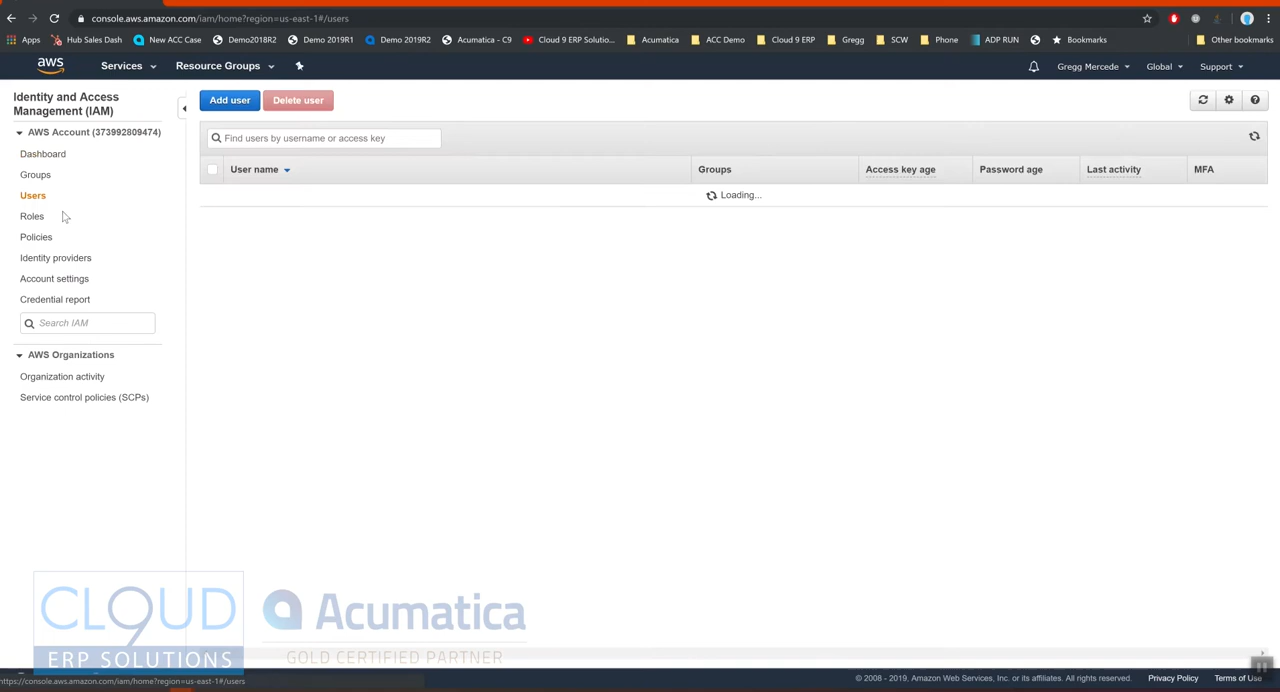 console.aws.amazon.com/iam/home?region=us-east-1#/users
Apps Hub Sales Dash New ACC Case Demo2018R2 Demo 2019R1 Demo 2019R2 Acumatica - C9 Cloud 9 ERP Solutio... Acumatica ACC Demo Cloud 9 ERP Gregg SCW Phone ADP RUN Bookmarks Other bookmarks
aws Services Resource Groups Gregg Mercede Global Support
Identity and Access
Management (IAM)
AWS Account (373992809474)
Dashboard
Groups
Users
Roles
Policies
Identity providers
Account settings
Credential report
Search IAM
AWS Organizations
Organization activity
Service control policies (SCPs)
Add user Delete user
Find users by username or access key
User name Groups Access key age Password age Last activity MFA
Loading...
CLOUD 9
ERP SOLUTIONS
Acumatica
GOLD CERTIFIED PARTNER
https://console.aws.amazon.com/iam/home?region=us-east-1#/users
© 2008 - 2019, Amazon Web Services, Inc. or its affiliates. All rights reserved. Privacy Policy Terms of Use